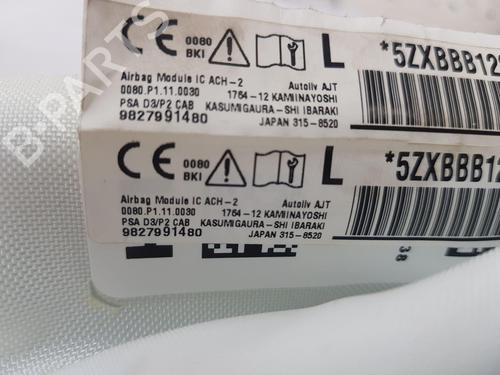 CE 0080 L *5ZXBBB12
BKI
Airbag Module IC ACH-2 Autoliv AJT
0080.P1.11.0030 1764-12 KAMIINAYOSHI
PSA D3/P2 CAB KASUMIGAURA-SHI IBARAKI
9827991480 JAPAN 315-8520
CE 0080 L *5ZXBBB12
BKI
Airbag Module IC ACH-2 Autoliv AJT
0080.P1.11.0030 1764-12 KAMIINAYOSHI
PSA D3/P2 CAB KASUMIGAURA-SHI IBARAKI
9827991480 JAPAN 315-8520
38